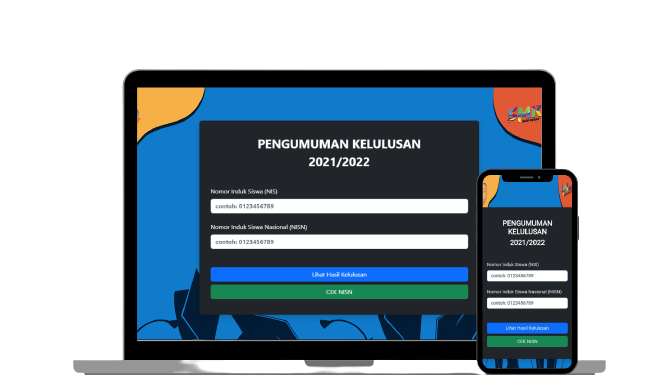 PENGUMUMAN KELULUSAN
2021/2022
Nomor Induk Siswa (NIS)
contoh: 0123456789
Nomor Induk Siswa Nasional (NISN)
contoh: 0123456789
Lihat Hasil Kelulusan
CEK NISN
SMK
PENGUMUMAN
KELULUSAN
2021/2022
Nomor Induk Siswa (NIS)
contoh: 0123456789
Nomor Induk Siswa Nasional (NISN)
contoh: 0123456789
Lihat Hasil Kelulusan
CEK NISN